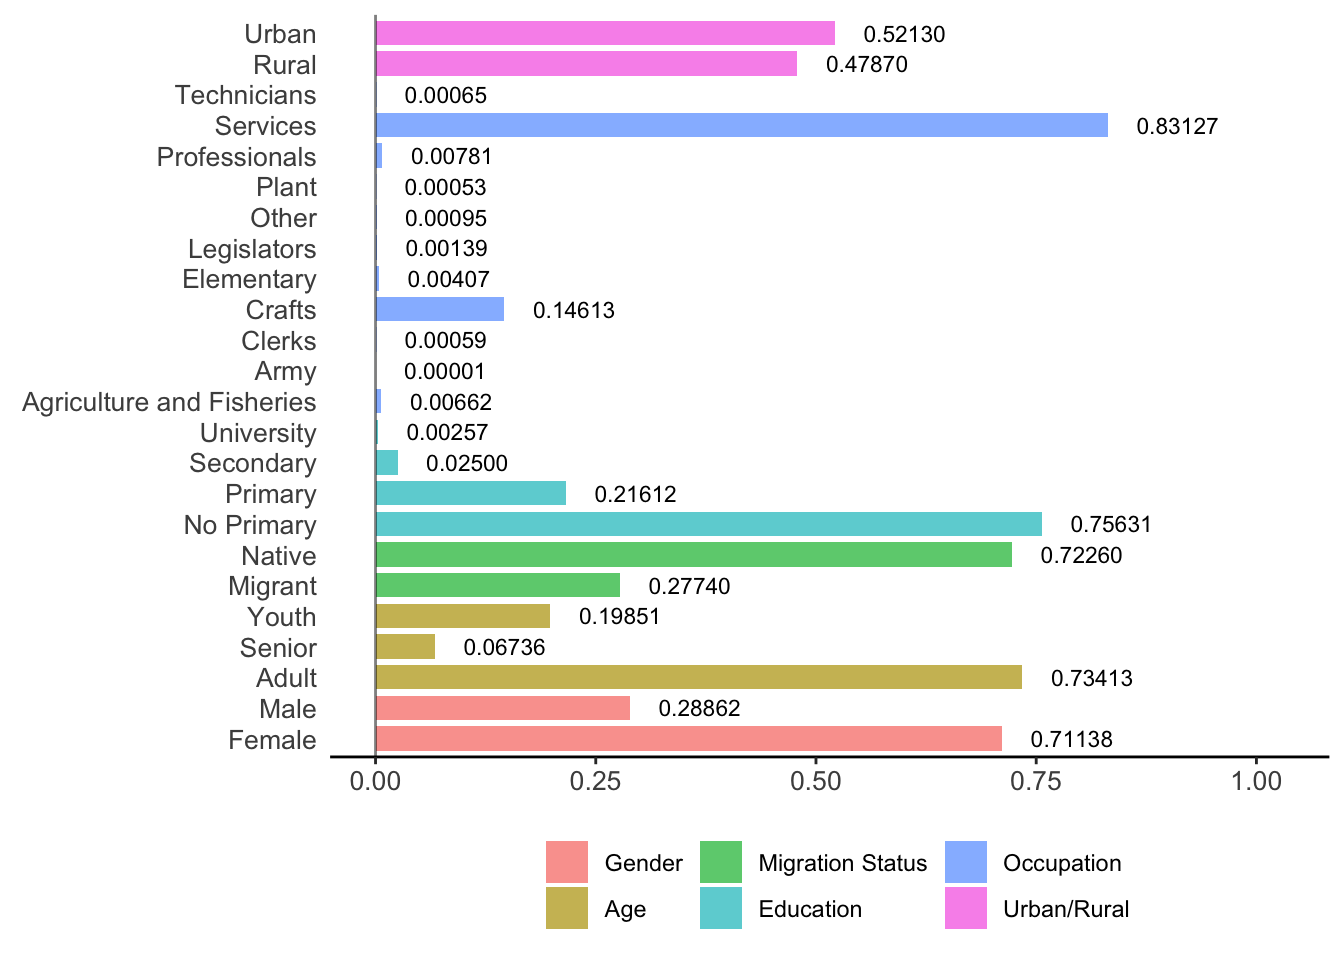 Urban 0.52130
Rural 0.47870
Technicians 0.00065
Services 0.83127
Professionals 0.00781
Plant 0.00053
Other 0.00095
Legislators 0.00139
Elementary 0.00407
Crafts 0.14613
Clerks 0.00059
Army 0.00001
Agriculture and Fisheries 0.00662
University 0.00257
Secondary 0.02500
Primary 0.21612
No Primary 0.75631
Native 0.72260
Migrant 0.27740
Youth 0.19851
Senior 0.06736
Adult 0.73413
Male 0.28862
Female 0.71138
0.00 0.25 0.50 0.75 1.00
Gender Migration Status Occupation
Age Education Urban/Rural